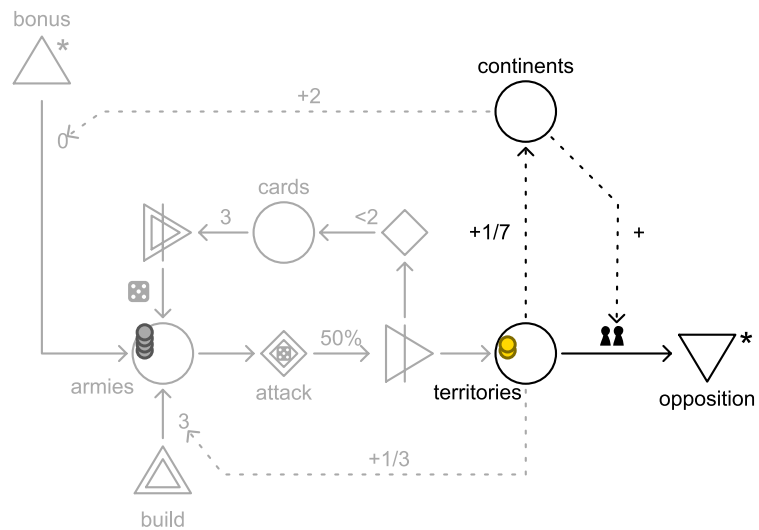 bonus
*
continents
+2
0
cards
3
<2
+1/7
+
50%
*
armies
attack
territories
opposition
3
+1/3
build